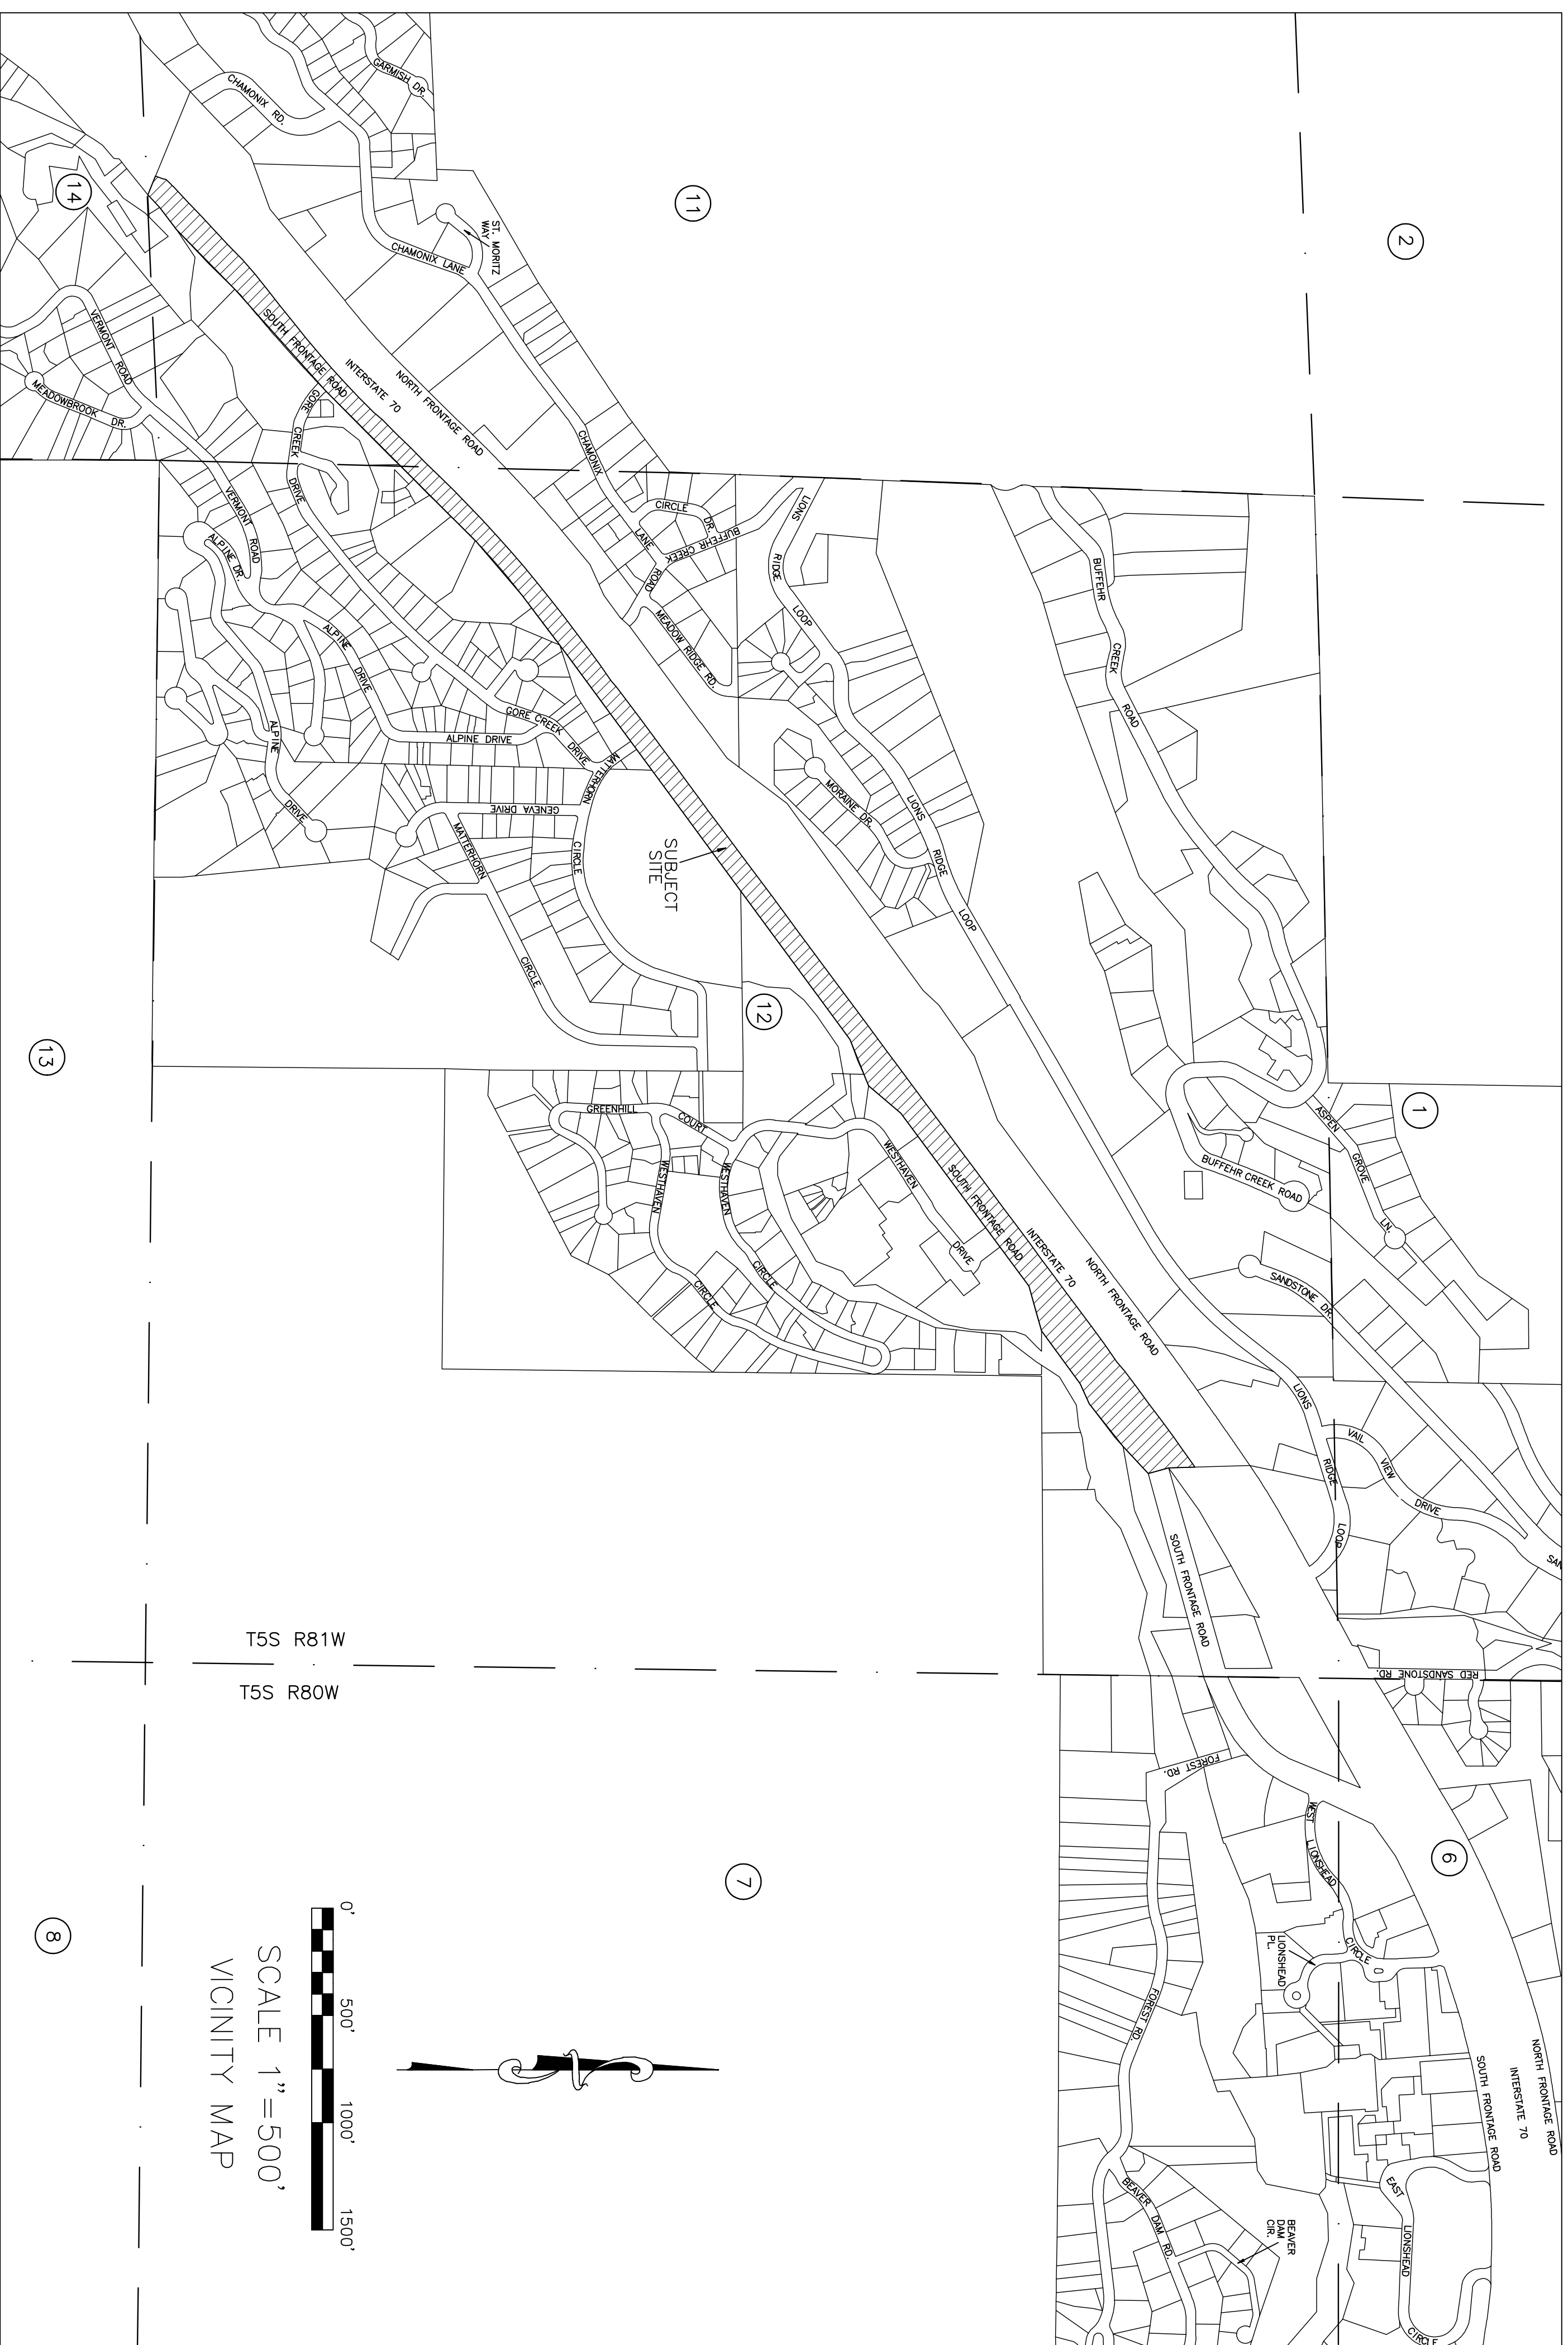 2
11
14
GARMISH DR.
CHAMONIX RD.
ST. MORITZ
WAY
CHAMONIX LANE
NORTH FRONTAGE ROAD
INTERSTATE 70
SOUTH FRONTAGE ROAD
VERMONT ROAD
MEADOWBROOK DR.
GORE CREEK DRIVE
CHAMONIX LANE
CIRCLE DR.
BUFFEHR CREEK ROAD
LIONS RIDGE LOOP
MEADOW RIDGE RD.
BUFFEHR CREEK ROAD
VERMONT ROAD
ALPINE DR.
ALPINE DRIVE
GORE CREEK DRIVE
ALPINE DRIVE
ALPINE DRIVE
MATTERHORN CIRCLE
GENEVA DRIVE
MATTERHORN CIRCLE
MORAINE DR.
LIONS RIDGE LOOP
SUBJECT
SITE
12
13
1
ASPEN GROVE LN.
BUFFEHR CREEK ROAD
SANDSTONE DR.
GREENHILL COURT
WESTHAVEN CIRCLE
WESTHAVEN CIRCLE
WESTHAVEN DRIVE
SOUTH FRONTAGE ROAD
INTERSTATE 70
NORTH FRONTAGE ROAD
LIONS RIDGE LOOP
VAIL VIEW DRIVE
SAN
SOUTH FRONTAGE ROAD
RED SANDSTONE RD.
T5S R81W
T5S R80W
FOREST RD.
WEST LIONSHEAD CIRCLE
6
7
8
LIONSHEAD
PL.
FOREST RD.
NORTH FRONTAGE ROAD
INTERSTATE 70
SOUTH FRONTAGE ROAD
EAST LIONSHEAD CIRCLE
BEAVER DAM RD.
BEAVER
DAM
CIR.
0' 500' 1000' 1500'
SCALE 1"=500'
VICINITY MAP